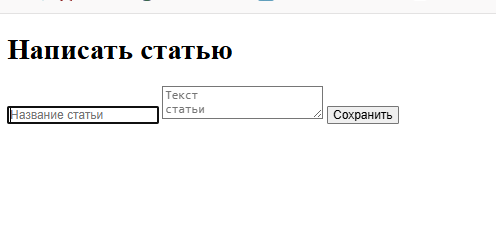 Написать статью
Название статьи
Текст
статьи
Сохранить